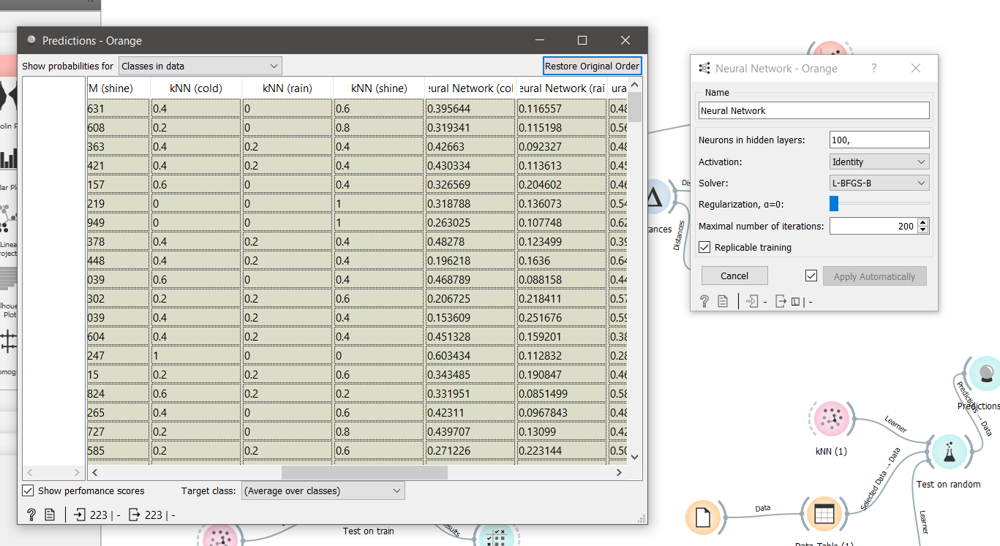 Predictions - Orange
Show probabilities for Classes in data Restore Original Order
M (shine) kNN (cold) kNN (rain) kNN (shine) eural Network (col eural Network (rai ura
631 0.4 0 0.6 0.395644 0.116557 0.48
608 0.2 0 0.8 0.319341 0.115198 0.56
363 0.4 0.2 0.4 0.42663 0.092327 0.48
421 0.4 0.2 0.4 0.430334 0.113613 0.45
157 0.6 0 0.4 0.326569 0.204602 0.46
219 0 0 1 0.318788 0.136073 0.54
949 0 0 1 0.263025 0.107748 0.62
378 0.4 0.2 0.4 0.48278 0.123499 0.39
448 0.4 0.2 0.4 0.196218 0.1636 0.64
039 0.6 0 0.4 0.468789 0.088158 0.44
302 0.2 0.2 0.6 0.206725 0.218411 0.57
039 0.4 0.2 0.4 0.153609 0.251676 0.59
604 0.4 0.2 0.4 0.451328 0.159201 0.38
247 1 0 0 0.603434 0.112832 0.28
15 0.2 0.2 0.6 0.343485 0.190847 0.46
824 0.6 0.2 0.2 0.331951 0.0851499 0.58
265 0.4 0 0.6 0.42311 0.0967843 0.48
727 0.2 0 0.8 0.439707 0.13099 0.42
585 0.2 0.2 0.6 0.271226 0.223144 0.50
Show perfomance scores Target class: (Average over classes)
? 223 | - 223 | -
Neural Network - Orange ?
Name
Neural Network
Neurons in hidden layers: 100,
Activation: Identity
Solver: L-BFGS-B
Regularization, α=0:
Maximal number of iterations: 200
Replicable training
Cancel Apply Automatically
? - | -
olin P
Bar Pl
Linea
roject
lhoue
Plot
omogr
Dis
tances
Distances
Predictions
Predictions → Data
Learner
kNN (1)
Test on random
Selected Data → Data
Learner
Data
Data Table (1)
Test on train
esults